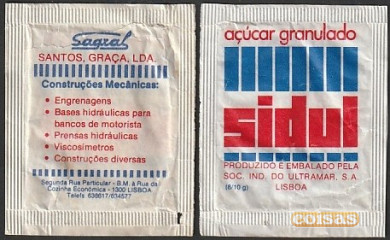 Sagral
SANTOS, GRAÇA, LDA.
Construções Mecânicas:
• Engrenagens
• Bases hidráulicas para
bancos de motorista
• Prensas hidráulicas
• Viscosímetros
• Construções diversas
Segunda Rua Particular - B.M. à Rua da
Cozinha Económica - 1300 LISBOA
Telefs 638617/634527
açúcar granulado
sidul
PRODUZIDO E EMBALADO PELA
SOC. IND. DO ULTRAMAR, S.A.
LISBOA
(8/10 g)
coisas